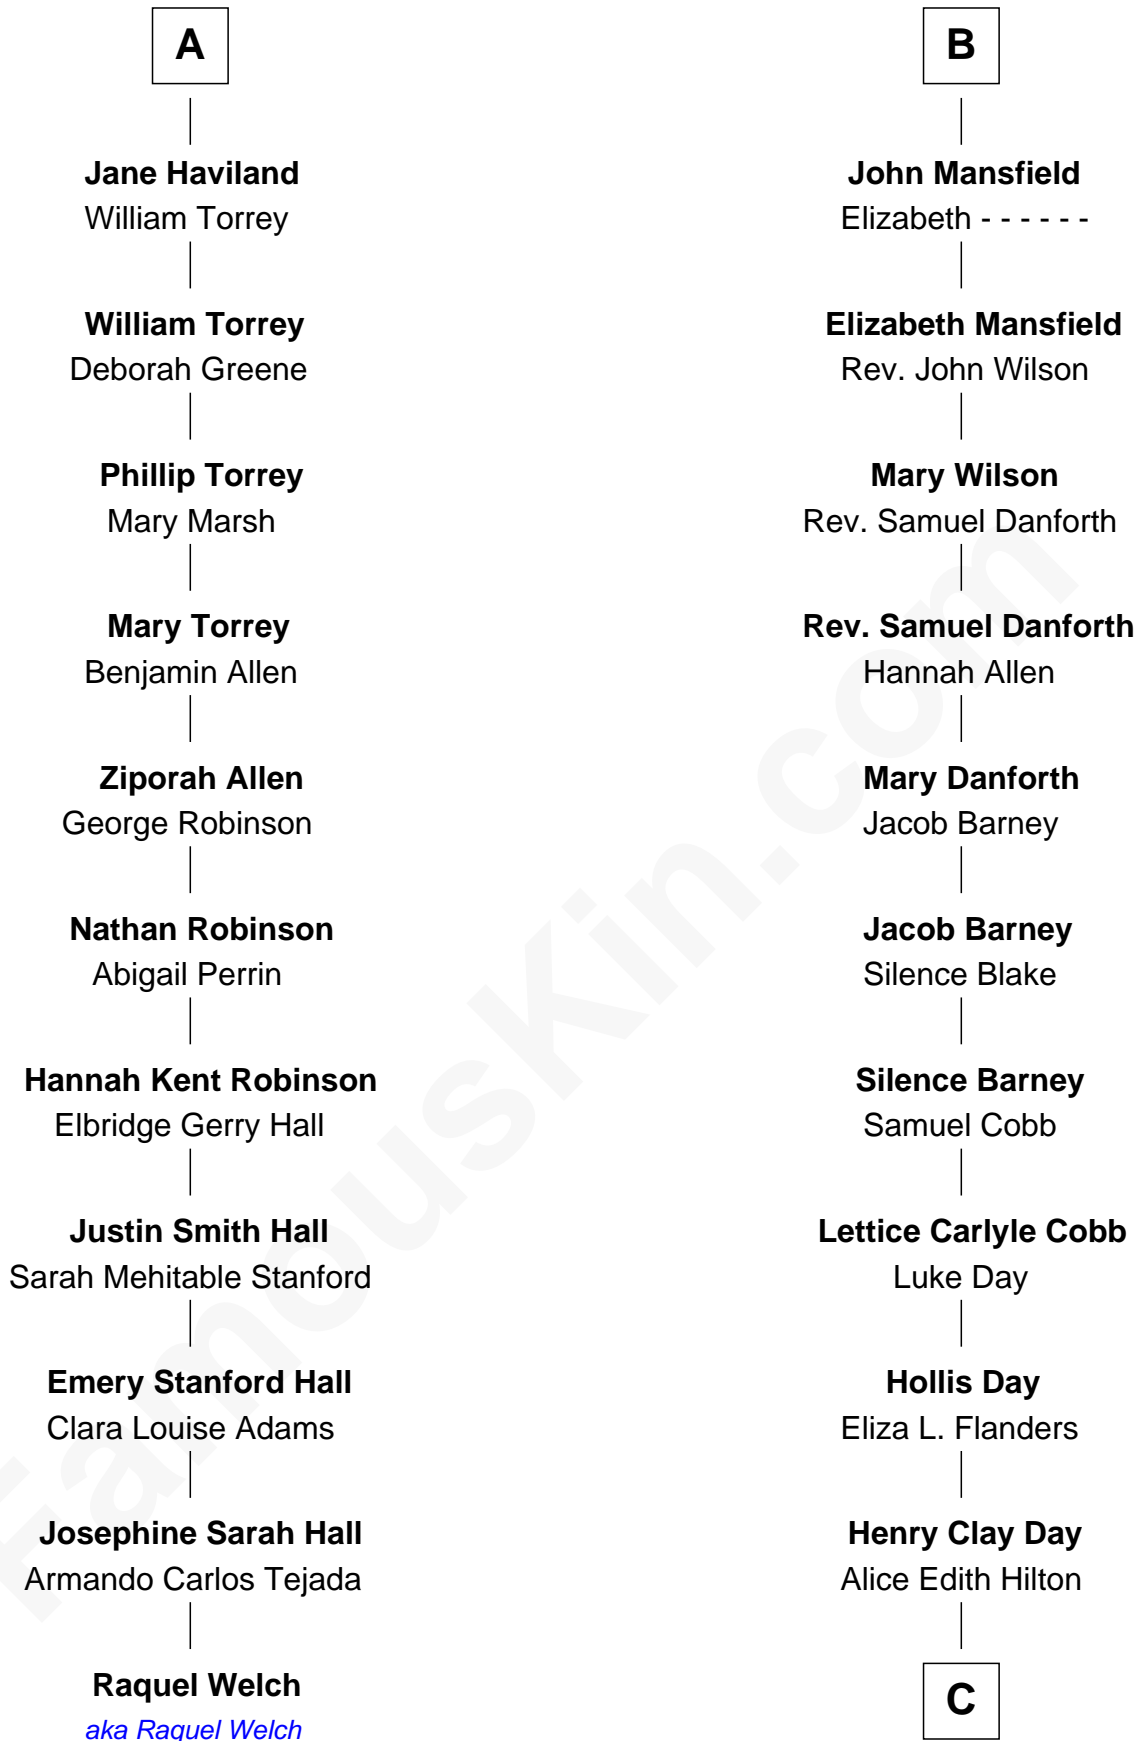 A
Jane Haviland
William Torrey
William Torrey
Deborah Greene
Phillip Torrey
Mary Marsh
Mary Torrey
Benjamin Allen
Ziporah Allen
George Robinson
Nathan Robinson
Abigail Perrin
Hannah Kent Robinson
Elbridge Gerry Hall
Justin Smith Hall
Sarah Mehitable Stanford
Emery Stanford Hall
Clara Louise Adams
Josephine Sarah Hall
Armando Carlos Tejada
Raquel Welch
aka Raquel Welch
B
John Mansfield
Elizabeth - - - - - -
Elizabeth Mansfield
Rev. John Wilson
Mary Wilson
Rev. Samuel Danforth
Rev. Samuel Danforth
Hannah Allen
Mary Danforth
Jacob Barney
Jacob Barney
Silence Blake
Silence Barney
Samuel Cobb
Lettice Carlyle Cobb
Luke Day
Hollis Day
Eliza L. Flanders
Henry Clay Day
Alice Edith Hilton
C
FamousKin.com